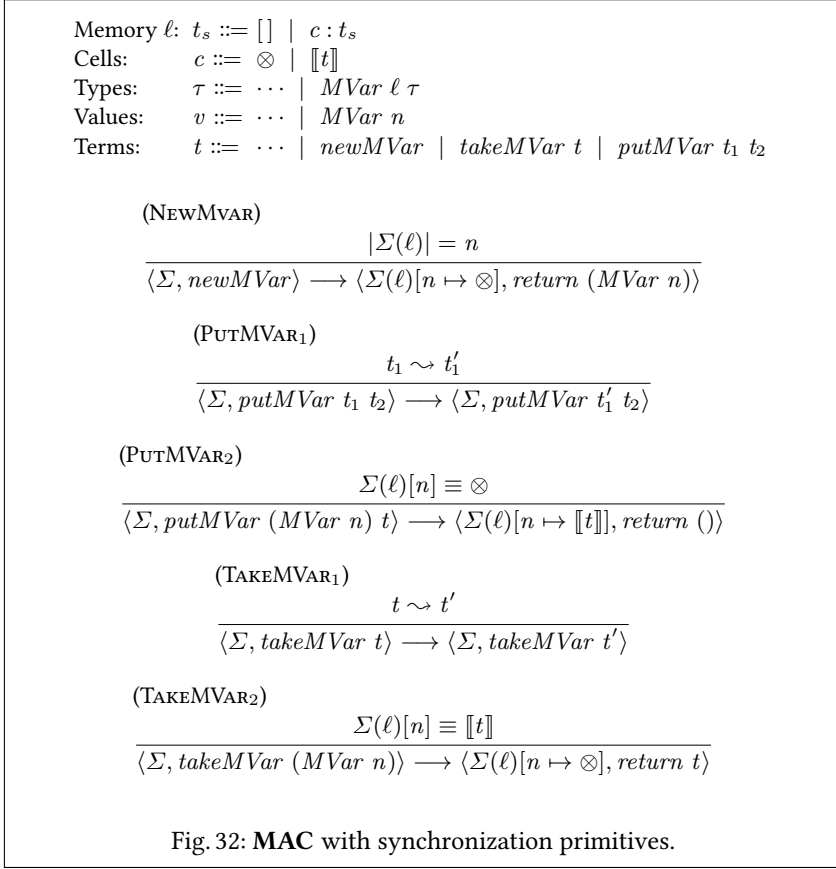 Memory ℓ: t_s ::= [ ] | c : t_s
Cells: c ::= ⊗ | ⟦t⟧
Types: τ ::= ⋯ | MVar ℓ τ
Values: v ::= ⋯ | MVar n
Terms: t ::= ⋯ | newMVar | takeMVar t | putMVar t₁ t₂
(NewMvar)
|Σ(ℓ)| = n
⟨Σ, newMVar⟩ ⟶ ⟨Σ(ℓ)[n ↦ ⊗], return (MVar n)⟩
(PutMVar₁)
t₁ ⇝ t₁′
⟨Σ, putMVar t₁ t₂⟩ ⟶ ⟨Σ, putMVar t₁′ t₂⟩
(PutMVar₂)
Σ(ℓ)[n] ≡ ⊗
⟨Σ, putMVar (MVar n) t⟩ ⟶ ⟨Σ(ℓ)[n ↦ ⟦t⟧], return ()⟩
(TakeMVar₁)
t ⇝ t′
⟨Σ, takeMVar t⟩ ⟶ ⟨Σ, takeMVar t′⟩
(TakeMVar₂)
Σ(ℓ)[n] ≡ ⟦t⟧
⟨Σ, takeMVar (MVar n)⟩ ⟶ ⟨Σ(ℓ)[n ↦ ⊗], return t⟩
Fig. 32: MAC with synchronization primitives.